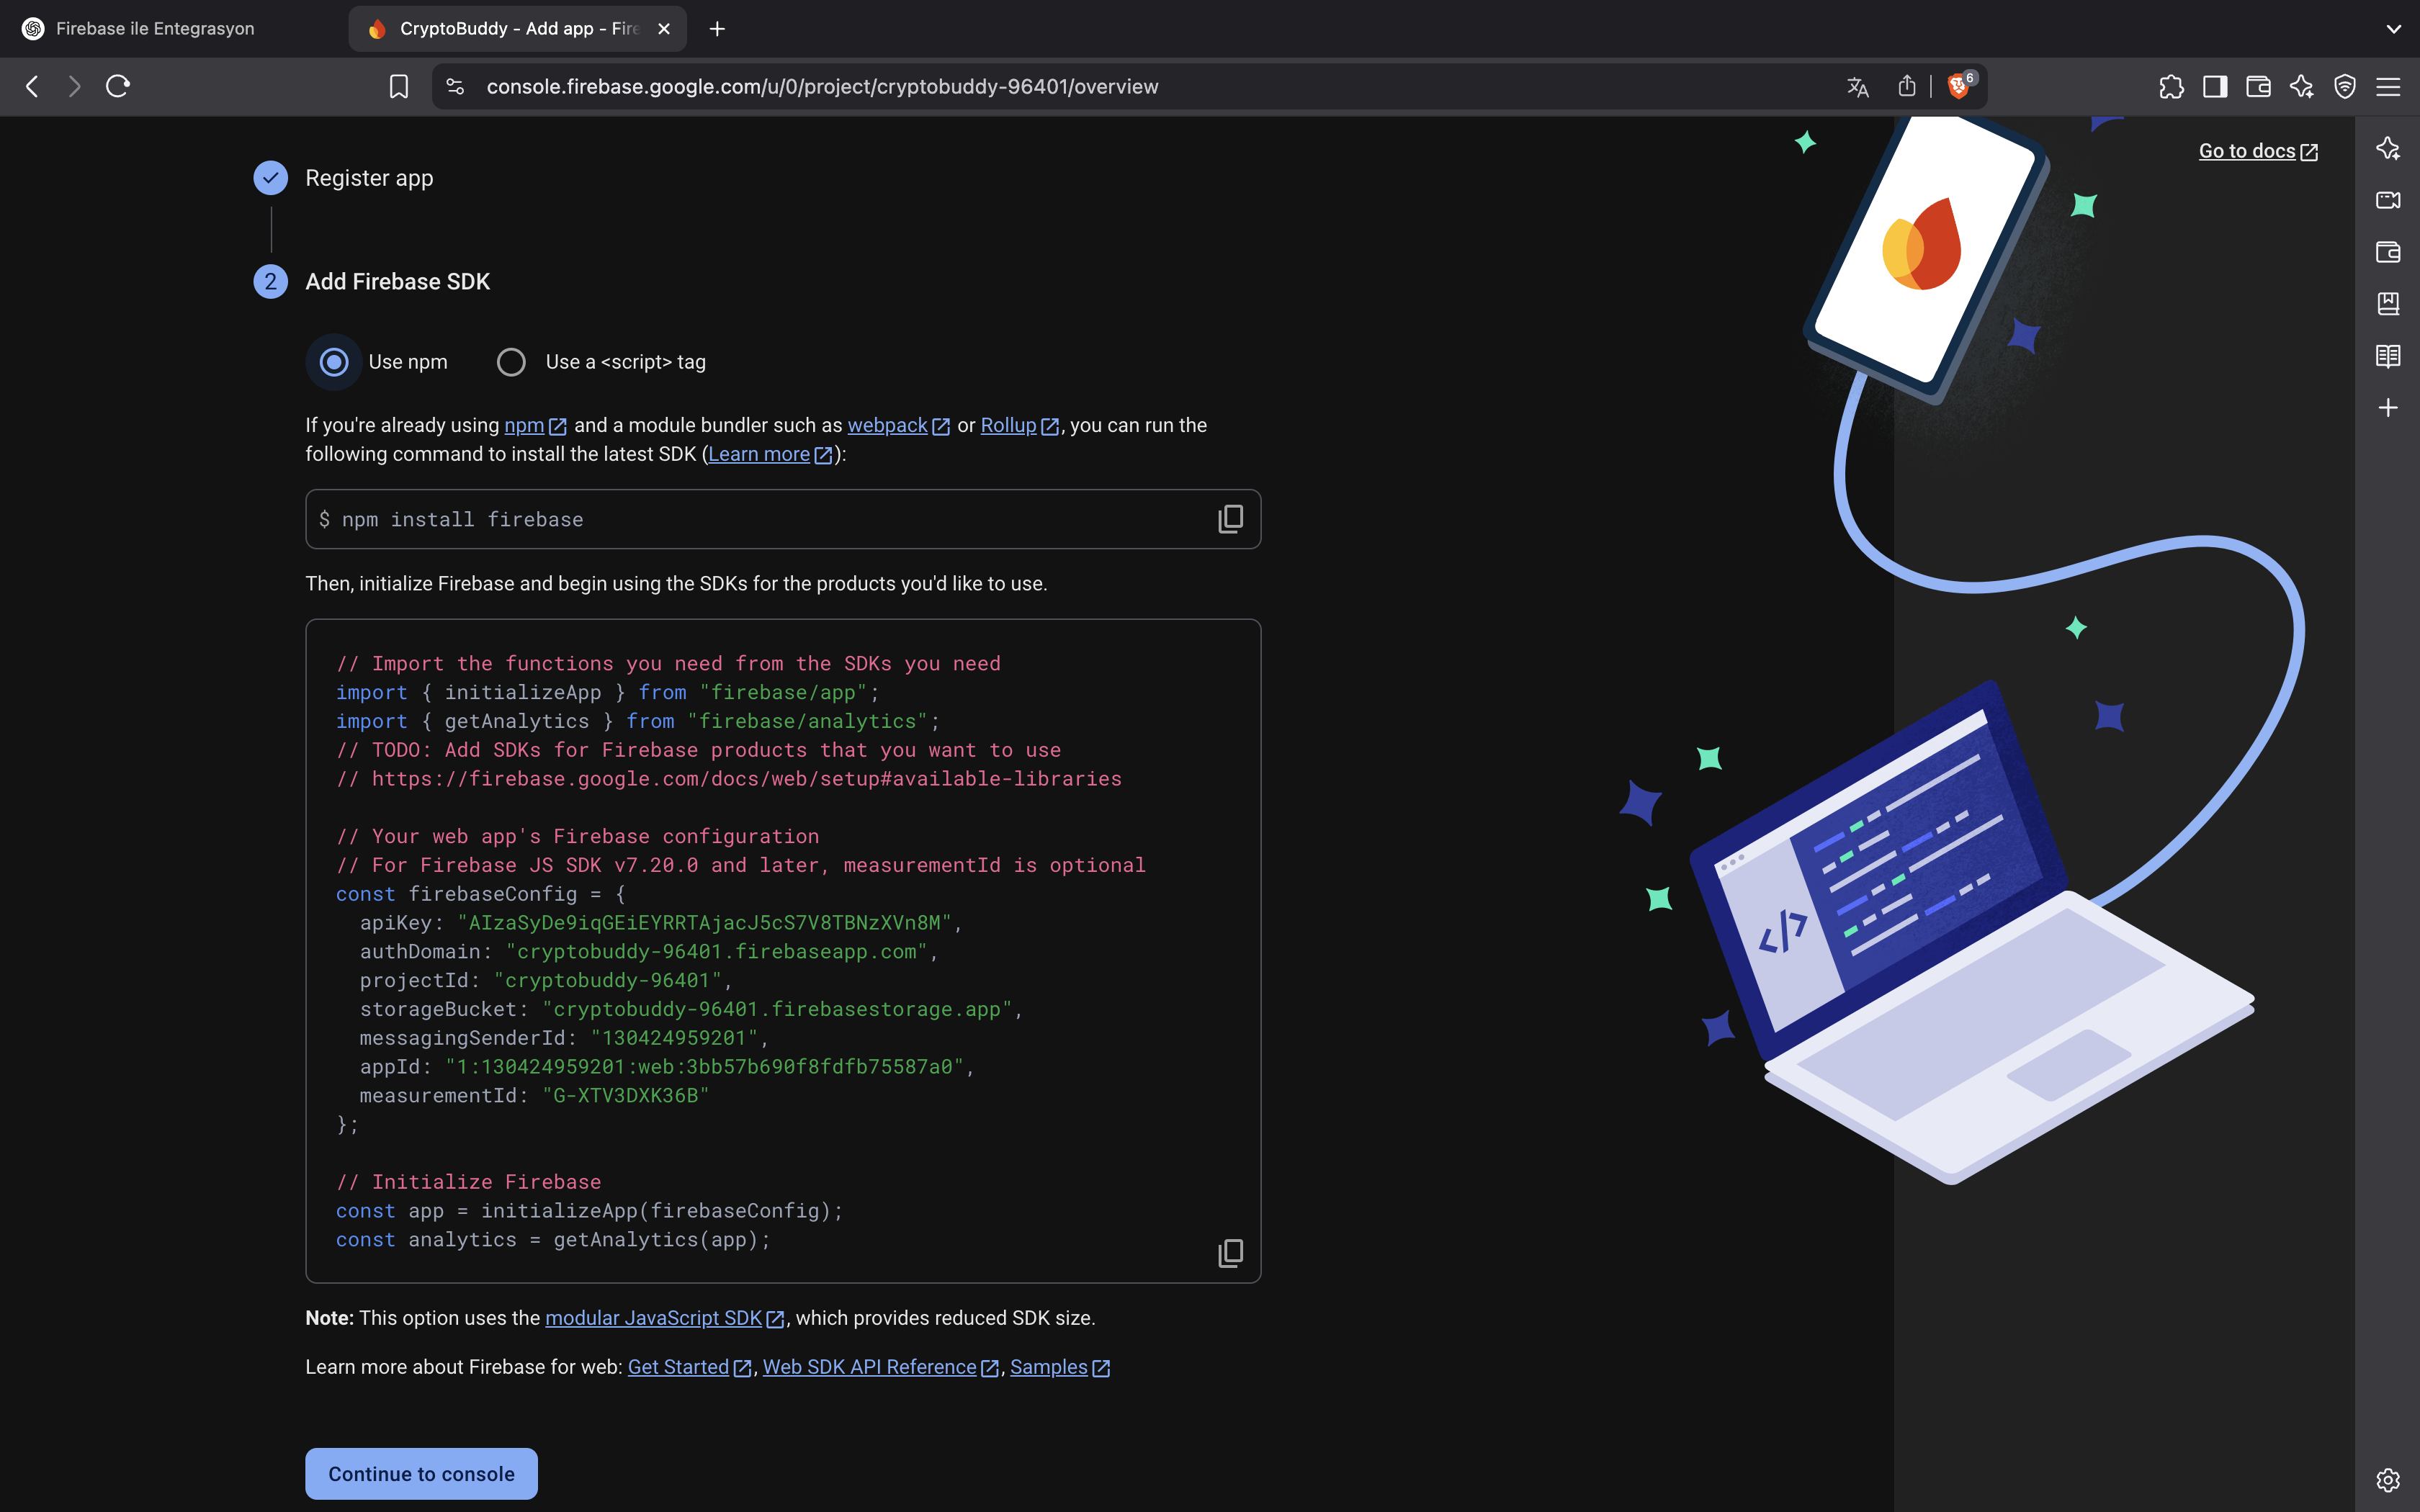 Firebase ile Entegrasyon
CryptoBuddy - Add app - Fire
console.firebase.google.com/u/0/project/cryptobuddy-96401/overview
6
Go to docs
Register app
2 Add Firebase SDK
Use npm Use a <script> tag
If you're already using npm and a module bundler such as webpack or Rollup, you can run the
following command to install the latest SDK (Learn more):
$ npm install firebase
Then, initialize Firebase and begin using the SDKs for the products you'd like to use.
// Import the functions you need from the SDKs you need
import { initializeApp } from "firebase/app";
import { getAnalytics } from "firebase/analytics";
// TODO: Add SDKs for Firebase products that you want to use
// https://firebase.google.com/docs/web/setup#available-libraries
// Your web app's Firebase configuration
// For Firebase JS SDK v7.20.0 and later, measurementId is optional
const firebaseConfig = {
apiKey: "AIzaSyDe9iqGEiEYRRTAjacJ5cS7V8TBNzXVn8M",
authDomain: "cryptobuddy-96401.firebaseapp.com",
projectId: "cryptobuddy-96401",
storageBucket: "cryptobuddy-96401.firebasestorage.app",
messagingSenderId: "130424959201",
appId: "1:130424959201:web:3bb57b690f8fdfb75587a0",
measurementId: "G-XTV3DXK36B"
};
// Initialize Firebase
const app = initializeApp(firebaseConfig);
const analytics = getAnalytics(app);
Note: This option uses the modular JavaScript SDK, which provides reduced SDK size.
Learn more about Firebase for web: Get Started, Web SDK API Reference, Samples
Continue to console